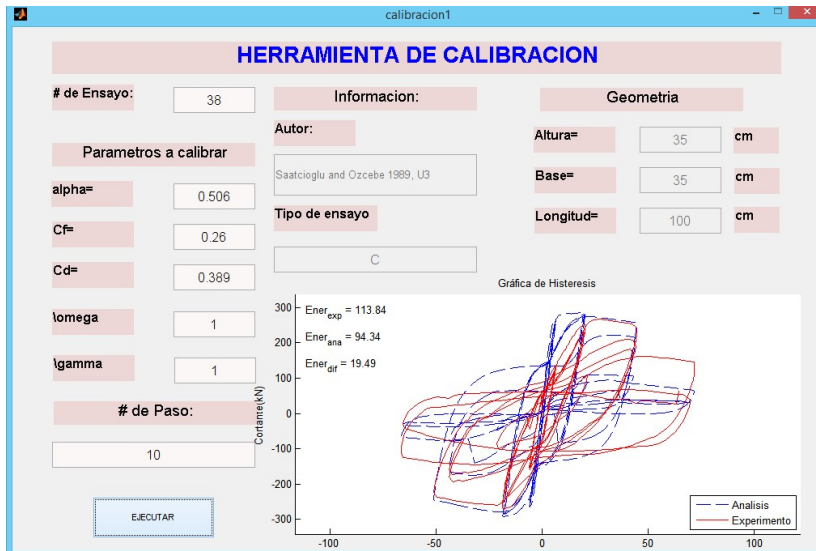 calibracion1
HERRAMIENTA DE CALIBRACION
# de Ensayo:
38
Parametros a calibrar
alpha=
0.506
Cf=
0.26
Cd=
0.389
\omega
1
\gamma
1
# de Paso:
10
EJECUTAR
Informacion:
Autor:
Saatcioglu and Ozcebe 1989, U3
Tipo de ensayo
C
Geometria
Altura=
35
cm
Base=
35
cm
Longitud=
100
cm
Gráfica de Histeresis
Ener_exp = 113.84
Ener_ana = 94.34
Ener_dif = 19.49
Cortante(kN)
300
200
100
0
-100
-200
-300
-100
-50
0
50
100
Analisis
Experimento